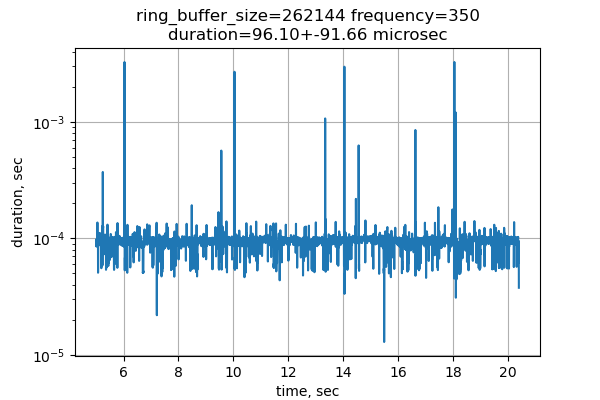 ring_buffer_size=262144 frequency=350
duration=96.10+-91.66 microsec
duration, sec
10⁻³
10⁻⁴
10⁻⁵
6 8 10 12 14 16 18 20
time, sec